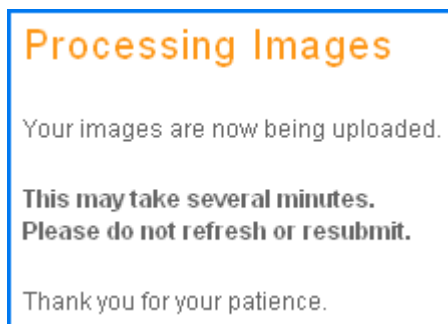 Processing Images
Your images are now being uploaded.
This may take several minutes.
Please do not refresh or resubmit.
Thank you for your patience.